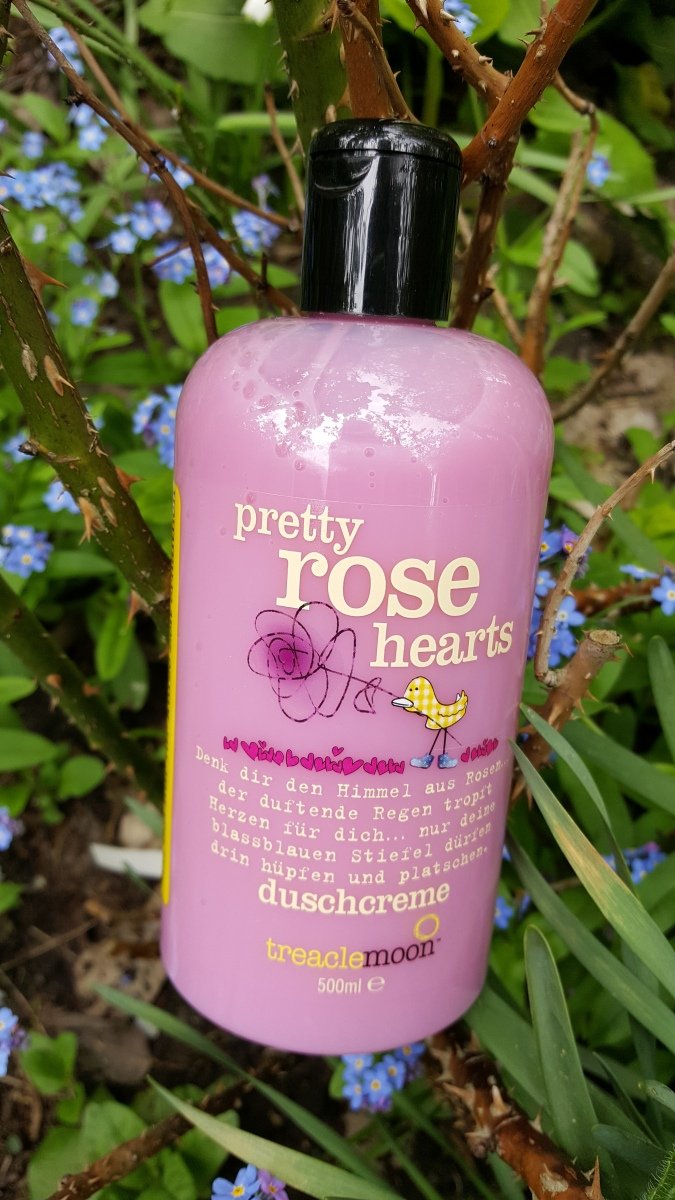 pretty
rose
hearts
Denk dir den Himmel aus Rosen...
der duftende Regen tropft
Herzen für dich... nur deine
blassblauen Stiefel dürfen
drin hüpfen und platschen.
duschcreme
treaclemoon™
500ml ℮